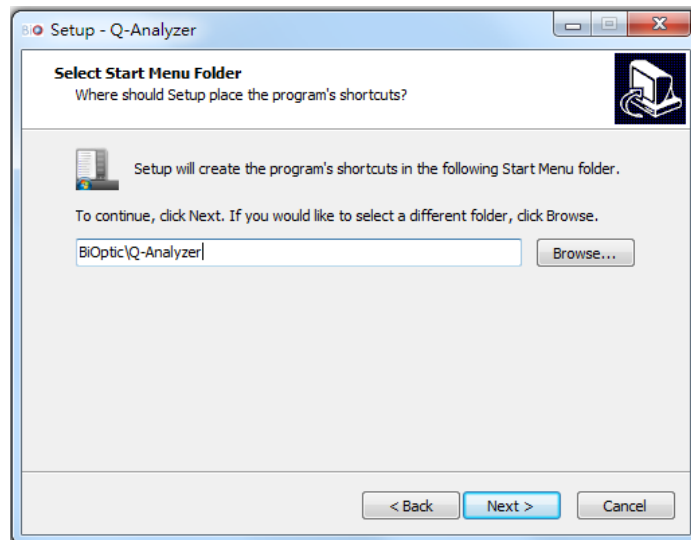 BiO Setup - Q-Analyzer
Select Start Menu Folder
Where should Setup place the program's shortcuts?
Setup will create the program's shortcuts in the following Start Menu folder.
To continue, click Next. If you would like to select a different folder, click Browse.
BiOptic\Q-Analyzer
Browse...
< Back
Next >
Cancel